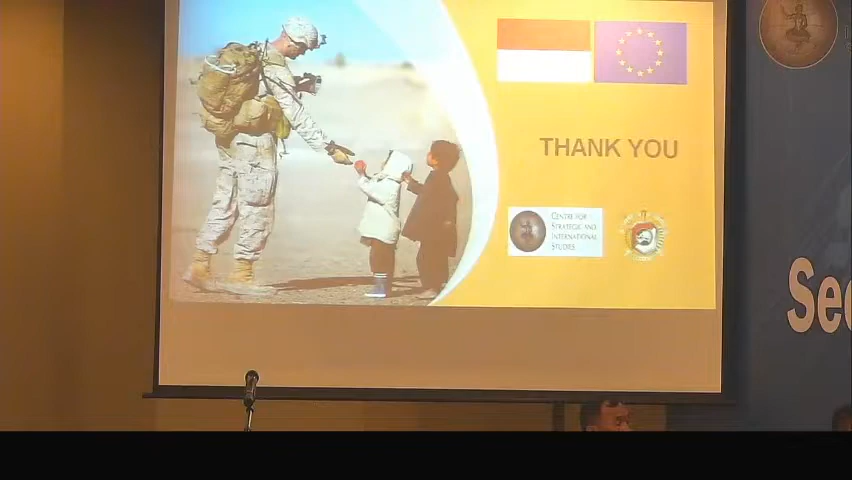 THANK YOU
CENTRE FOR
STRATEGIC AND
INTERNATIONAL
STUDIES
Sec